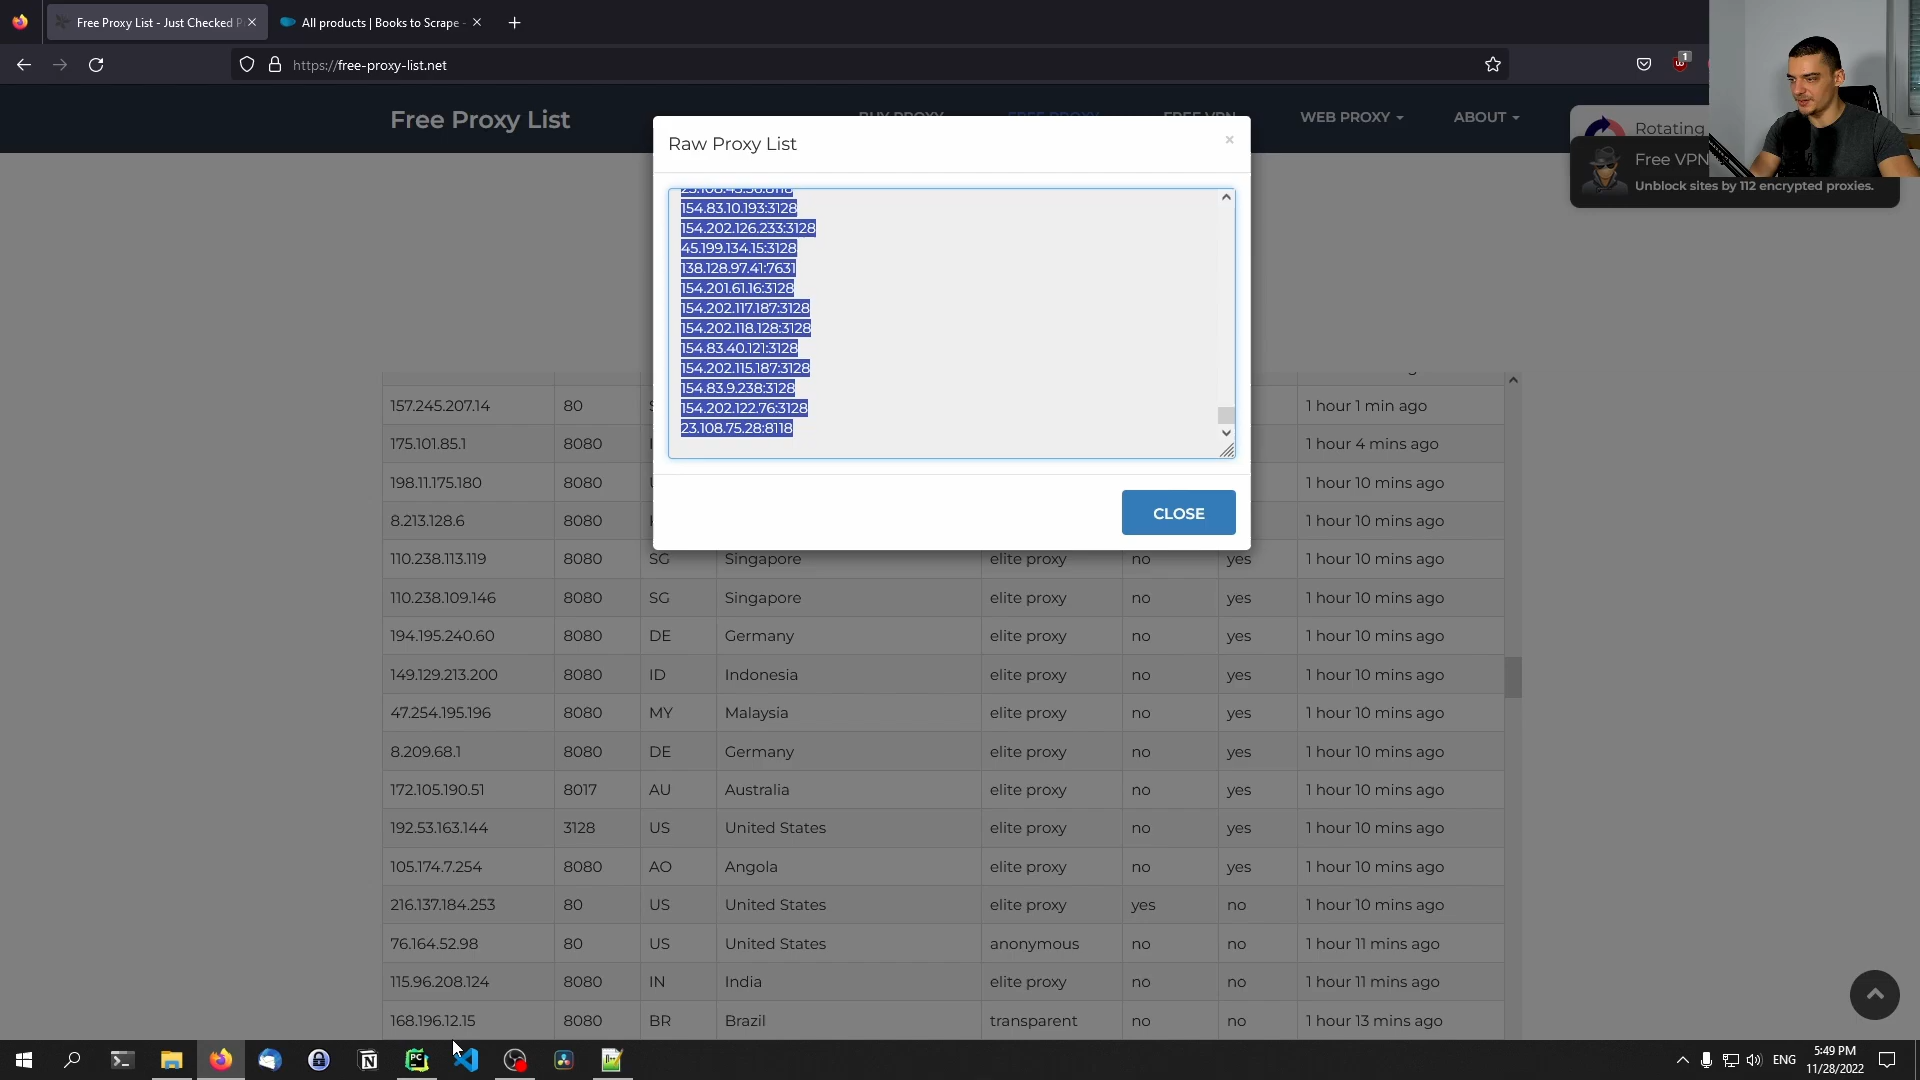 Free Proxy List - Just Checked P
All products | Books to Scrape -
https://free-proxy-list.net
1
Free Proxy List
WEB PROXY
ABOUT
Rotating
Free VPN
Unblock sites by 112 encrypted proxies.
Raw Proxy List
×
154.83.10.193:3128
154.202.126.233:3128
45.199.134.15:3128
138.128.97.41:7631
154.201.61.16:3128
154.202.117.187:3128
154.202.118.128:3128
154.83.40.121:3128
154.202.115.187:3128
154.83.9.238:3128
154.202.122.76:3128
23.108.75.28:8118
CLOSE
157.245.207.14 80 1 hour 1 min ago
175.101.85.1 8080 1 hour 4 mins ago
198.11.175.180 8080 1 hour 10 mins ago
8.213.128.6 8080 1 hour 10 mins ago
110.238.113.119 8080 SG Singapore elite proxy no yes 1 hour 10 mins ago
110.238.109.146 8080 SG Singapore elite proxy no yes 1 hour 10 mins ago
194.195.240.60 8080 DE Germany elite proxy no yes 1 hour 10 mins ago
149.129.213.200 8080 ID Indonesia elite proxy no yes 1 hour 10 mins ago
47.254.195.196 8080 MY Malaysia elite proxy no yes 1 hour 10 mins ago
8.209.68.1 8080 DE Germany elite proxy no yes 1 hour 10 mins ago
172.105.190.51 8017 AU Australia elite proxy no yes 1 hour 10 mins ago
192.53.163.144 3128 US United States elite proxy no yes 1 hour 10 mins ago
105.174.7.254 8080 AO Angola elite proxy no yes 1 hour 10 mins ago
216.137.184.253 80 US United States elite proxy yes no 1 hour 10 mins ago
76.164.52.98 80 US United States anonymous no no 1 hour 11 mins ago
115.96.208.124 8080 IN India elite proxy no no 1 hour 11 mins ago
168.196.12.15 8080 BR Brazil transparent no no 1 hour 13 mins ago
ENG
5:49 PM
11/28/2022